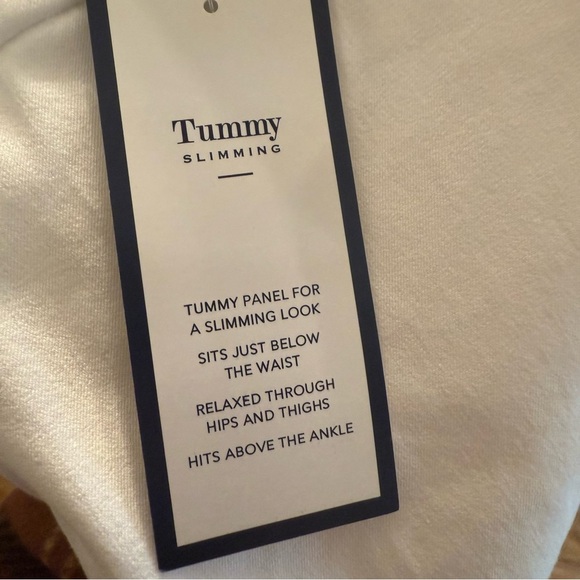 Tummy
SLIMMING
TUMMY PANEL FOR
A SLIMMING LOOK
SITS JUST BELOW
THE WAIST
RELAXED THROUGH
HIPS AND THIGHS
HITS ABOVE THE ANKLE